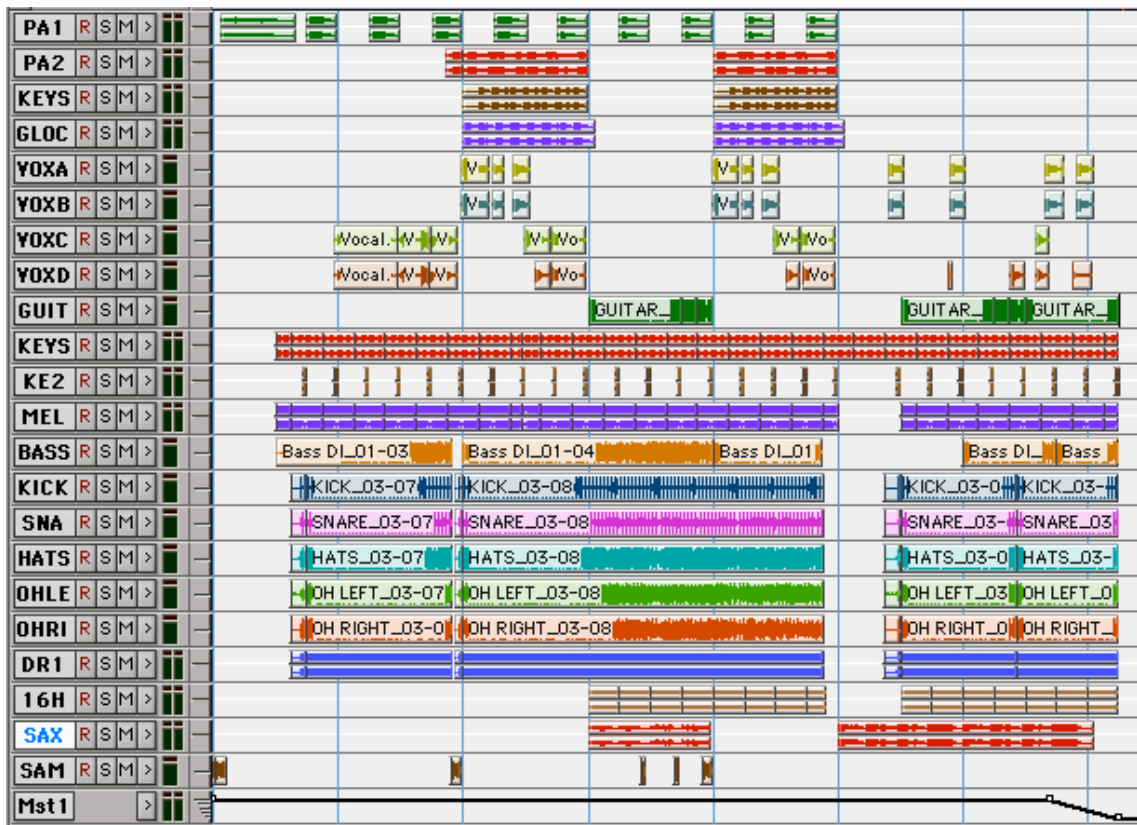 PA1 R S M >
PA2 R S M >
KEYS R S M >
GLOC R S M >
VOXA R S M > V V
VOXB R S M > V V
VOXC R S M > Vocal. V V V Vo V Vo
VOXD R S M > Vocal. V V Vo Vo
GUIT R S M > GUITAR_ GUITAR_ GUITAR_
KEYS R S M >
KE2 R S M >
MEL R S M >
BASS R S M > Bass DI_01-03 Bass DI_01-04 Bass DI_01 Bass DI_ Bass
KICK R S M > KICK_03-07 KICK_03-08 KICK_03-0 KICK_03-
SNA R S M > SNARE_03-07 SNARE_03-08 SNARE_03- SNARE_03
HATS R S M > HATS_03-07 HATS_03-08 HATS_03-0 HATS_03-
OHLE R S M > OH LEFT_03-07 OH LEFT_03-08 OH LEFT_03 OH LEFT_0
OHRI R S M > OH RIGHT_03-0 OH RIGHT_03-08 OH RIGHT_0 OH RIGHT_
DR1 R S M >
16H R S M >
SAX R S M >
SAM R S M >
Mst1 >